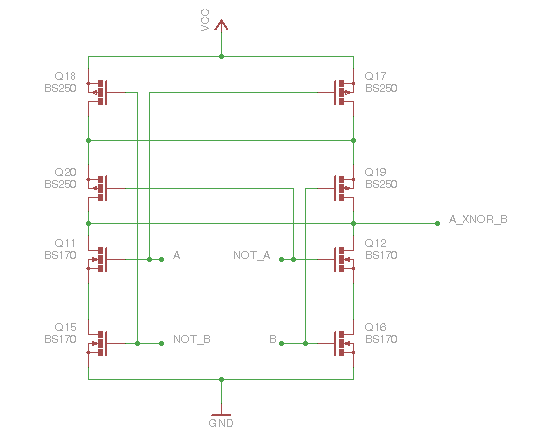 VCC
Q18
BS250
Q17
BS250
Q20
BS250
Q19
BS250
A_XNOR_B
Q11
BS170
A
NOT_A
Q12
BS170
Q15
BS170
NOT_B
B
Q16
BS170
GND